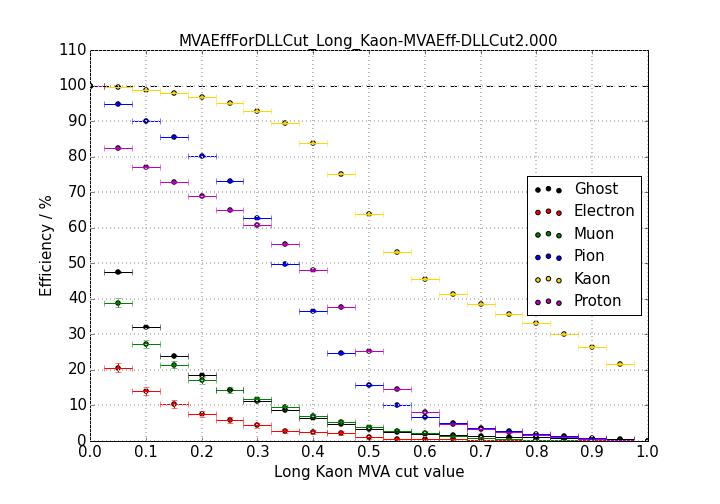 MVAEffForDLLCut_Long_Kaon-MVAEff-DLLCut2.000
110
100
90
80
70
60
50
40
30
20
10
0
Efficiency / %
Ghost
Electron
Muon
Pion
Kaon
Proton
0.0 0.1 0.2 0.3 0.4 0.5 0.6 0.7 0.8 0.9 1.0
Long Kaon MVA cut value